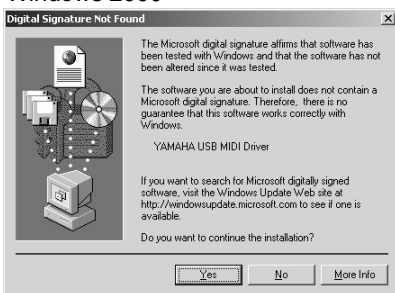 Digital Signature Not Found
The Microsoft digital signature affirms that software has
been tested with Windows and that the software has not
been altered since it was tested.
The software you are about to install does not contain a
Microsoft digital signature. Therefore, there is no
guarantee that this software works correctly with
Windows.
YAMAHA USB MIDI Driver
If you want to search for Microsoft digitally signed
software, visit the Windows Update Web site at
http://windowsupdate.microsoft.com to see if one is
available.
Do you want to continue the installation?
Yes No More Info